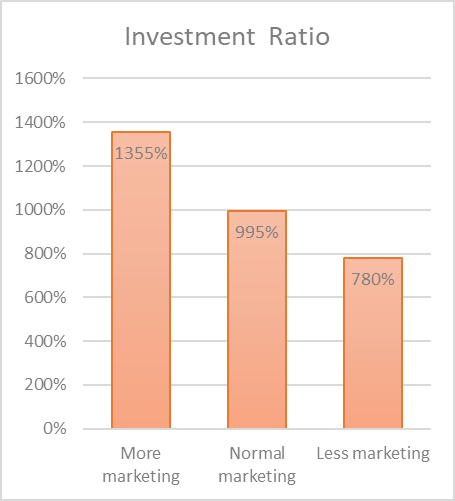 Investment Ratio
1600%
1400%
1200%
1000%
800%
600%
400%
200%
0%
1355%
995%
780%
More
marketing
Normal
marketing
Less marketing